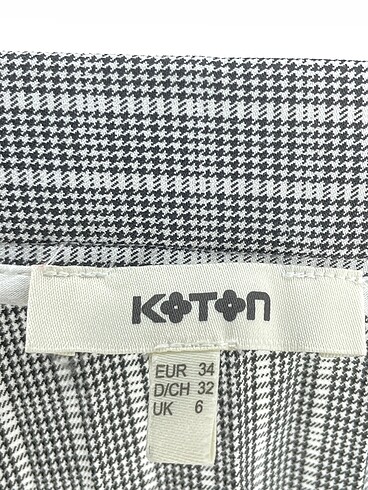 KOTON
EUR 34
D/CH 32
UK 6